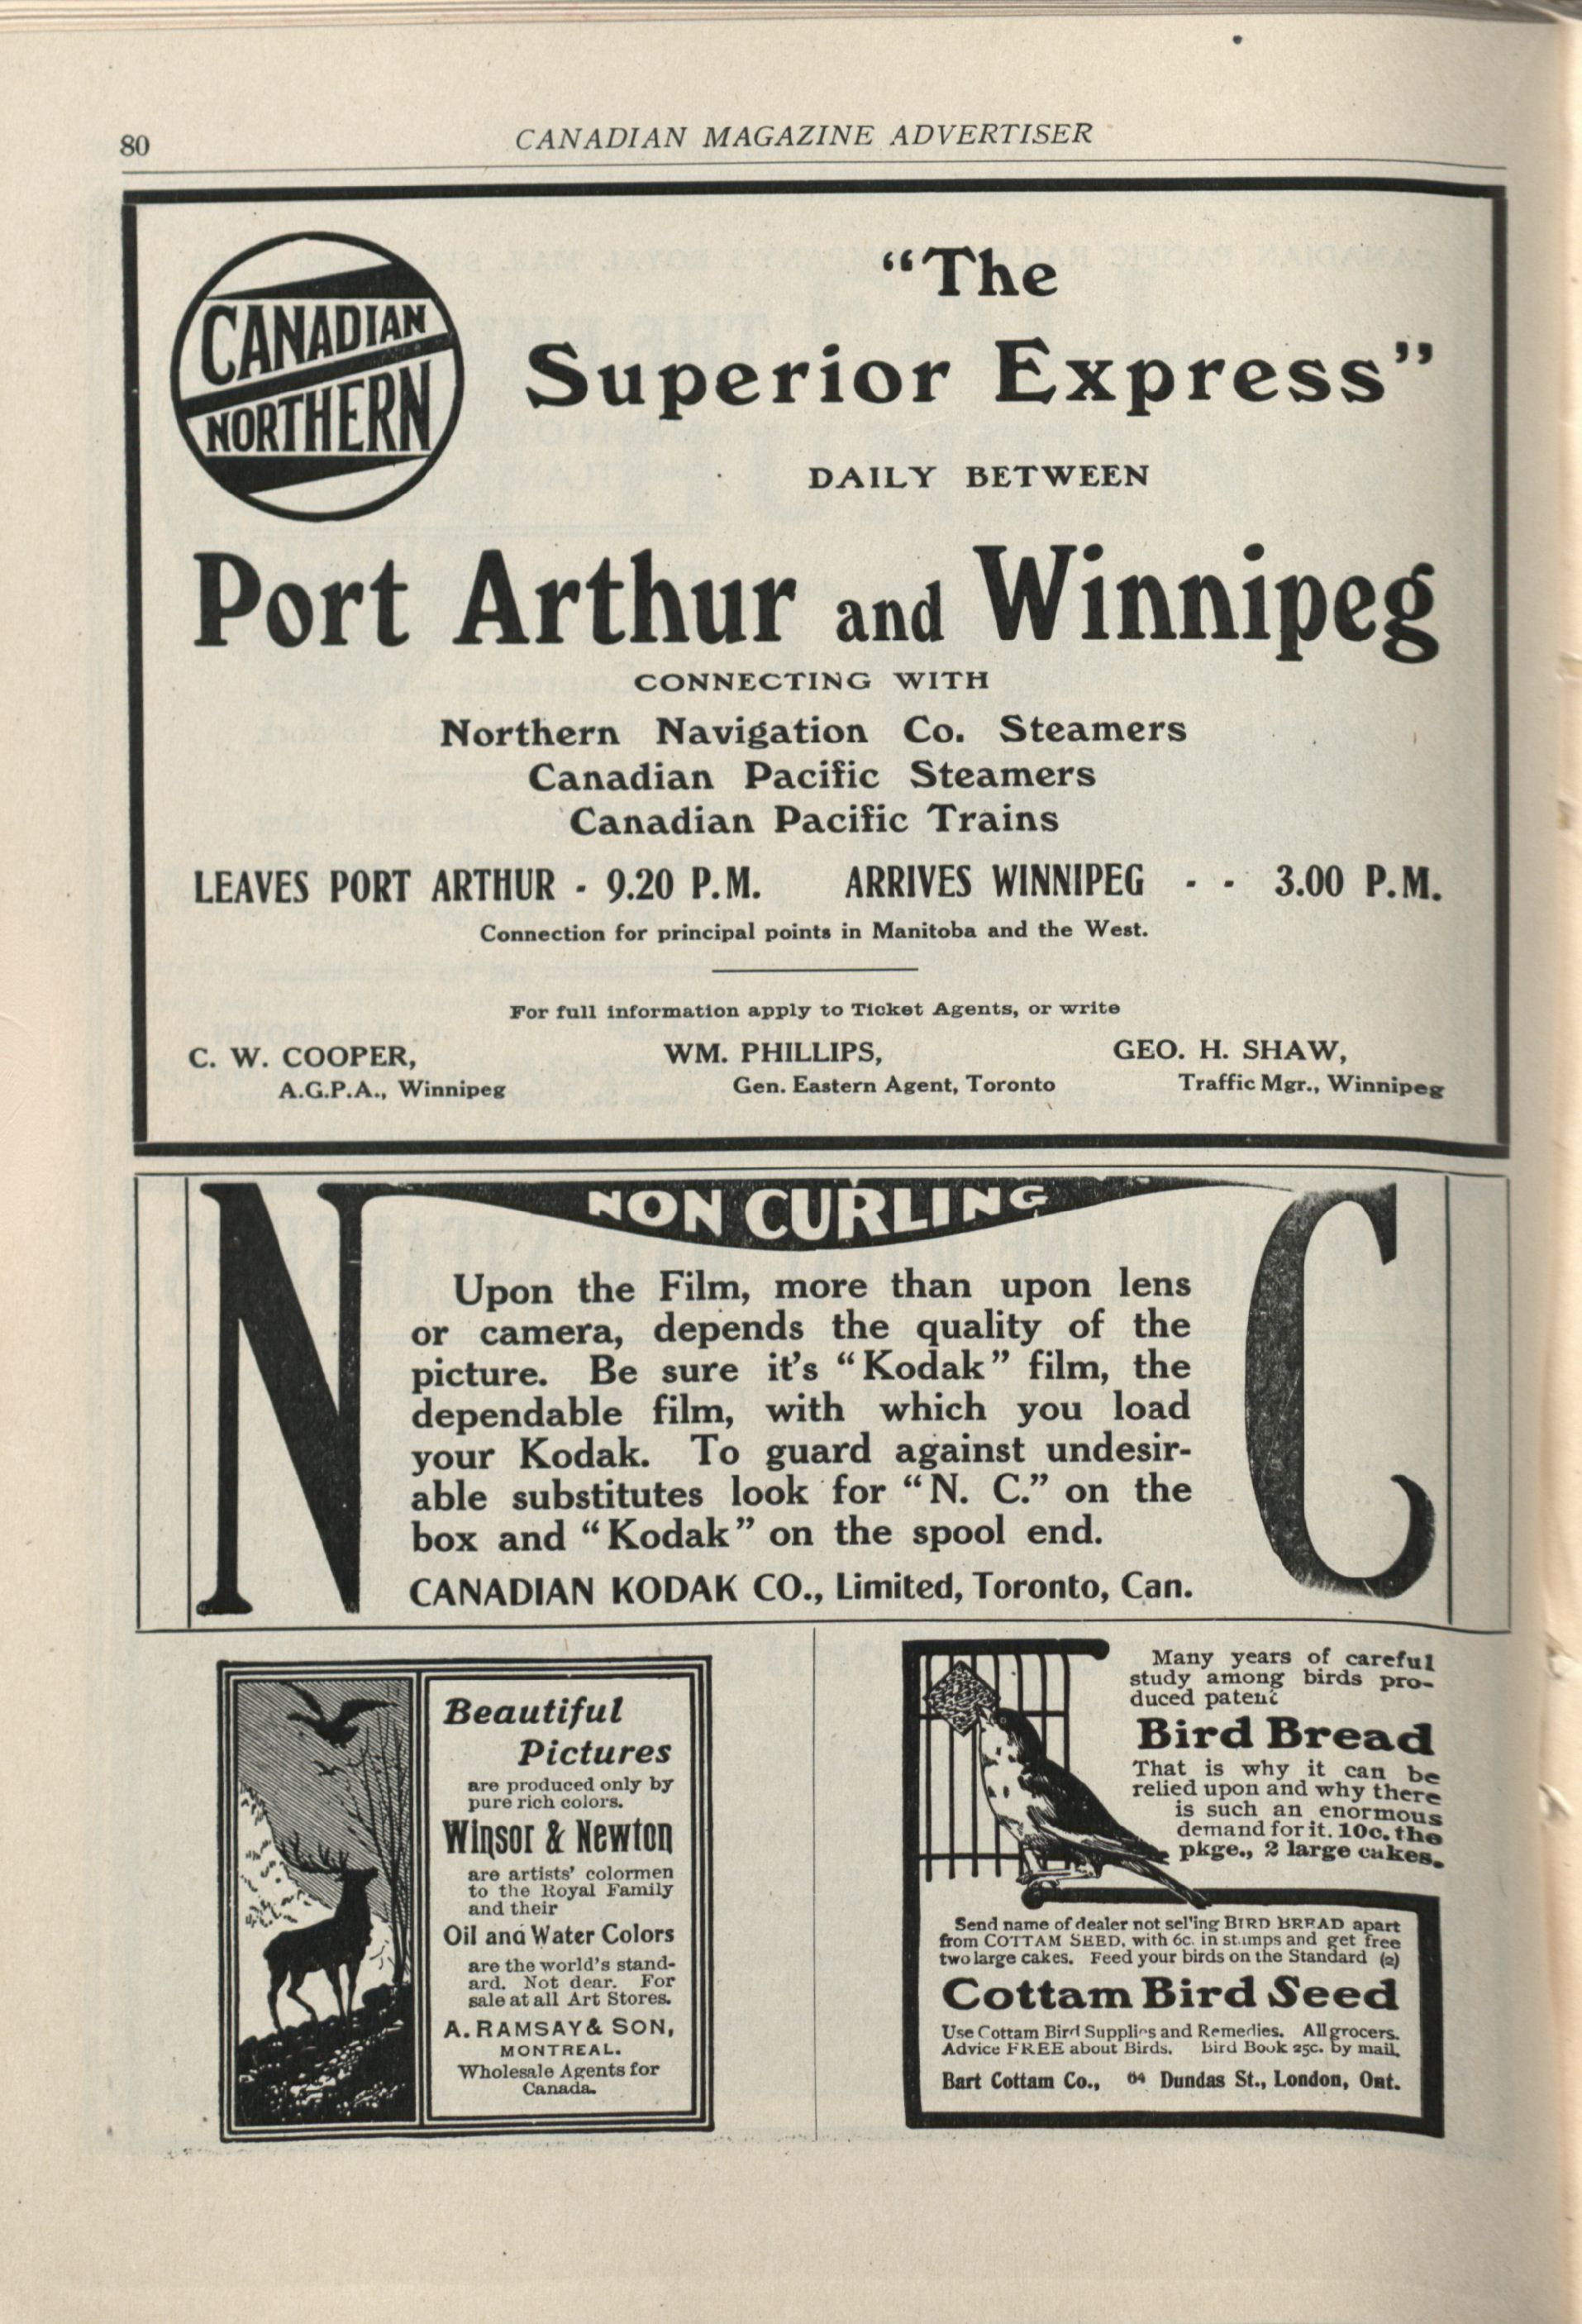 80
CANADIAN MAGAZINE ADVERTISER
CANADIAN
NORTHERN
“The
Superior Express”
DAILY BETWEEN
Port Arthur and Winnipeg
CONNECTING WITH
Northern Navigation Co. Steamers
Canadian Pacific Steamers
Canadian Pacific Trains
LEAVES PORT ARTHUR - 9.20 P.M. ARRIVES WINNIPEG - - 3.00 P.M.
Connection for principal points in Manitoba and the West.
For full information apply to Ticket Agents, or write
C. W. COOPER,
A.G.P.A., Winnipeg
WM. PHILLIPS,
Gen. Eastern Agent, Toronto
GEO. H. SHAW,
Traffic Mgr., Winnipeg
N C
NON CURLING
Upon the Film, more than upon lens
or camera, depends the quality of the
picture. Be sure it's “Kodak” film, the
dependable film, with which you load
your Kodak. To guard against undesir-
able substitutes look for “N. C.” on the
box and “Kodak” on the spool end.
CANADIAN KODAK CO., Limited, Toronto, Can.
Beautiful
Pictures
are produced only by
pure rich colors.
Winsor & Newton
are artists' colormen
to the Royal Family
and their
Oil and Water Colors
are the world's stand-
ard. Not dear. For
sale at all Art Stores.
A. RAMSAY & SON,
MONTREAL.
Wholesale Agents for
Canada.
Many years of careful
study among birds pro-
duced patent
Bird Bread
That is why it can be
relied upon and why there
is such an enormous
demand for it. 10c. the
pkge., 2 large cakes.
Send name of dealer not sel'ing BIRD BREAD apart
from COTTAM SEED, with 6c. in stamps and get free
two large cakes. Feed your birds on the Standard (2)
Cottam Bird Seed
Use Cottam Bird Supplies and Remedies. All grocers.
Advice FREE about Birds. Bird Book 25c. by mail.
Bart Cottam Co., 64 Dundas St., London, Ont.